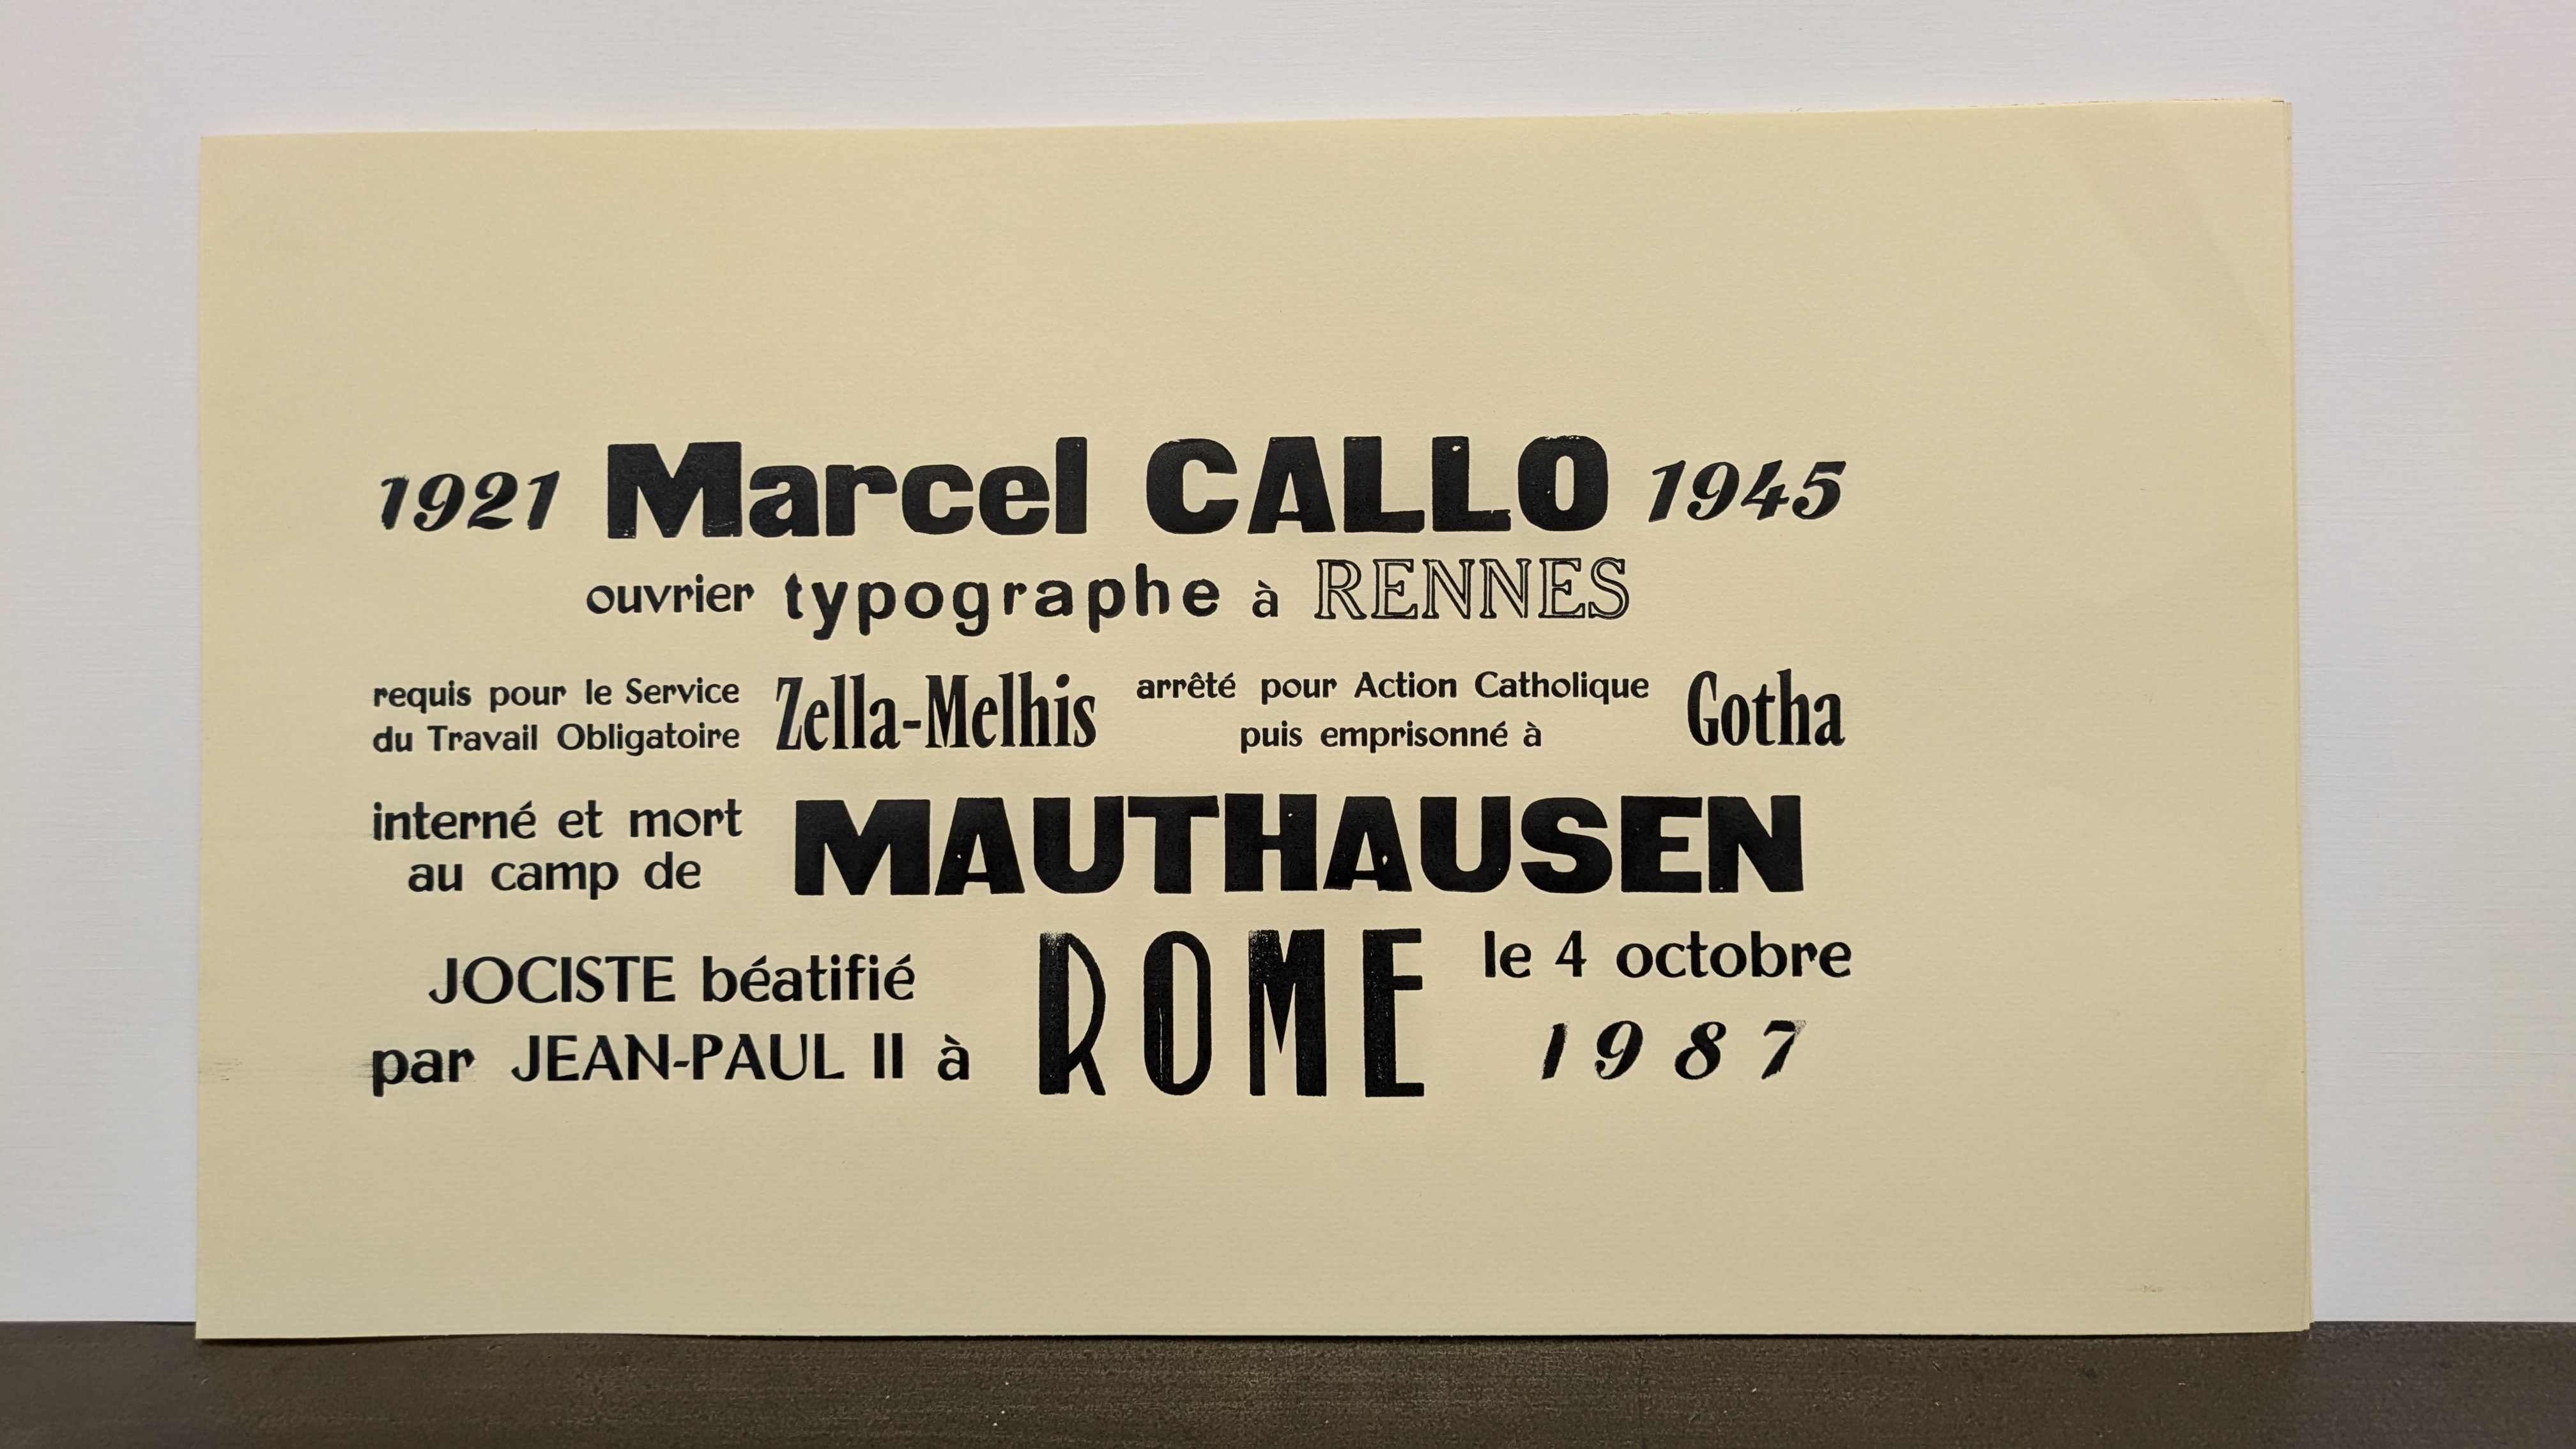 1921 Marcel CALLO 1945
ouvrier typographe à RENNES
requis pour le Service
du Travail Obligatoire
Zella-Melhis
arrêté pour Action Catholique
puis emprisonné à
Gotha
interné et mort
au camp de
MAUTHAUSEN
JOCISTE béatifié
par JEAN-PAUL II à
ROME
le 4 octobre
1987